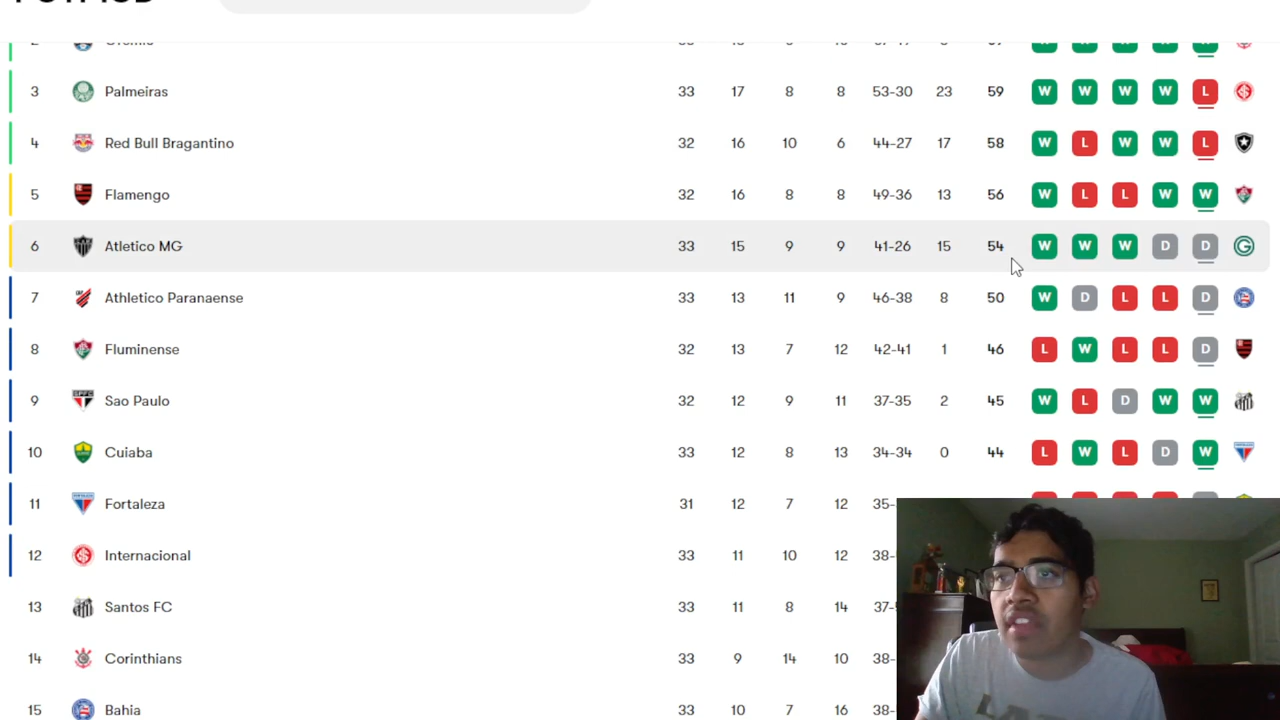 3 Palmeiras 33 17 8 8 53-30 23 59 W W W W L
4 Red Bull Bragantino 32 16 10 6 44-27 17 58 W L W W L
5 Flamengo 32 16 8 8 49-36 13 56 W L L W W
6 Atletico MG 33 15 9 9 41-26 15 54 W W W D D
7 Athletico Paranaense 33 13 11 9 46-38 8 50 W D L L D
8 Fluminense 32 13 7 12 42-41 1 46 L W L L D
9 Sao Paulo 32 12 9 11 37-35 2 45 W L D W W
10 Cuiaba 33 12 8 13 34-34 0 44 L W L D W
11 Fortaleza 31 12 7 12 35-
12 Internacional 33 11 10 12 38-
13 Santos FC 33 11 8 14 37-
14 Corinthians 33 9 14 10 38-
15 Bahia 33 10 7 16 38-